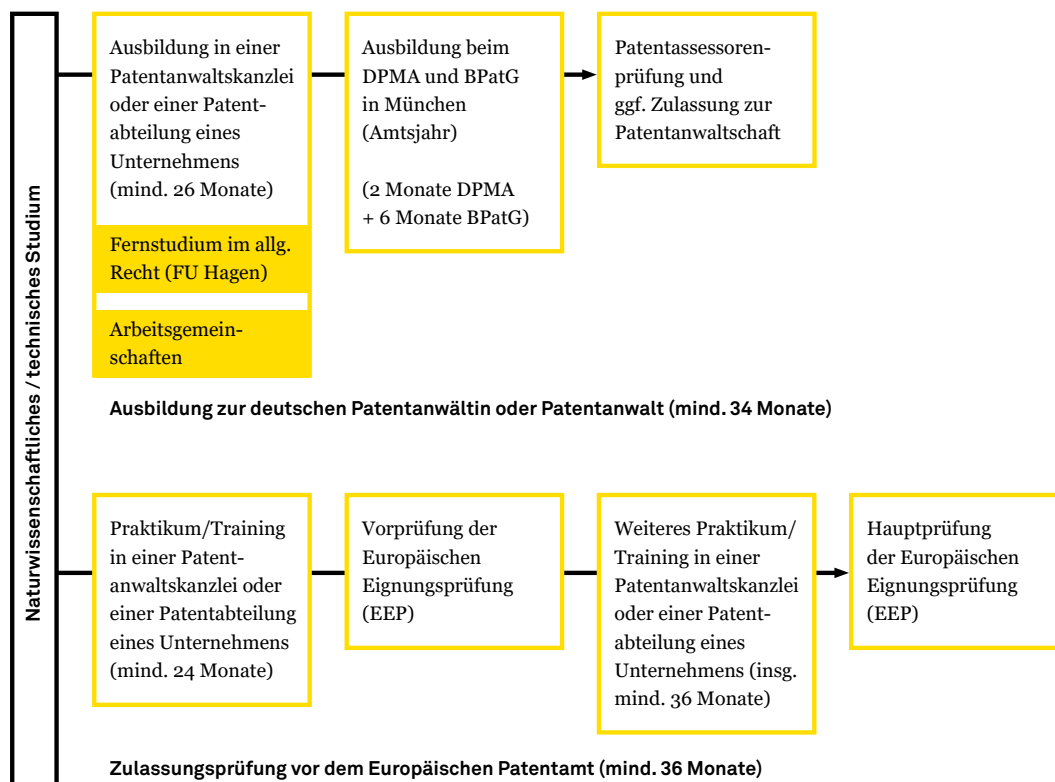 Naturwissenschaftliches / technisches Studium
Ausbildung in einer
Patentanwaltskanzlei
oder einer Patent-
abteilung eines
Unternehmens
(mind. 26 Monate)
Fernstudium im allg.
Recht (FU Hagen)
Arbeitsgemein-
schaften
Ausbildung beim
DPMA und BPatG
in München
(Amtsjahr)
(2 Monate DPMA
+ 6 Monate BPatG)
Patentassessoren-
prüfung und
ggf. Zulassung zur
Patentanwaltschaft
Ausbildung zur deutschen Patentanwältin oder Patentanwalt (mind. 34 Monate)
Praktikum/Training
in einer Patent-
anwaltskanzlei oder
einer Patentabteilung
eines Unternehmens
(mind. 24 Monate)
Vorprüfung der
Europäischen
Eignungsprüfung
(EEP)
Weiteres Praktikum/
Training in einer
Patentanwaltskanzlei
oder einer Patent-
abteilung eines
Unternehmens (insg.
mind. 36 Monate)
Hauptprüfung
der Europäischen
Eignungsprüfung
(EEP)
Zulassungsprüfung vor dem Europäischen Patentamt (mind. 36 Monate)